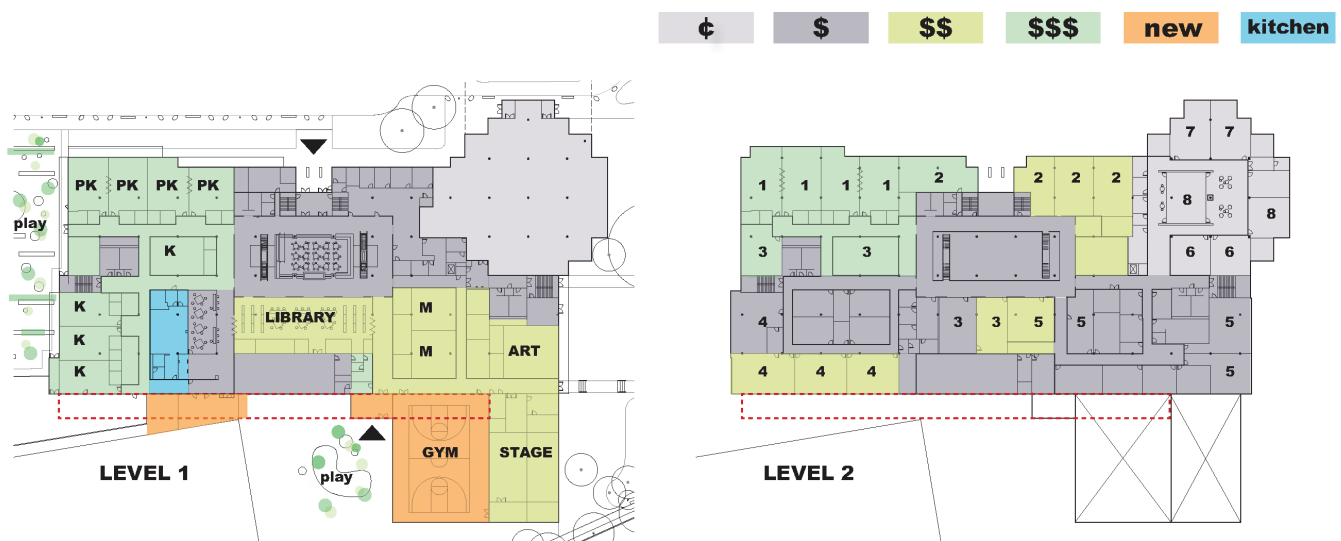 ¢ $ $$ $$$ new kitchen
PK PK PK PK
play
K
K
LIBRARY
M
K
M
ART
K
GYM
STAGE
play
LEVEL 1
7 7
1 1 1 1 2
2 2 2
8
8
3
3
6 6
4
3
3
5
5
5
4 4 4
5
LEVEL 2